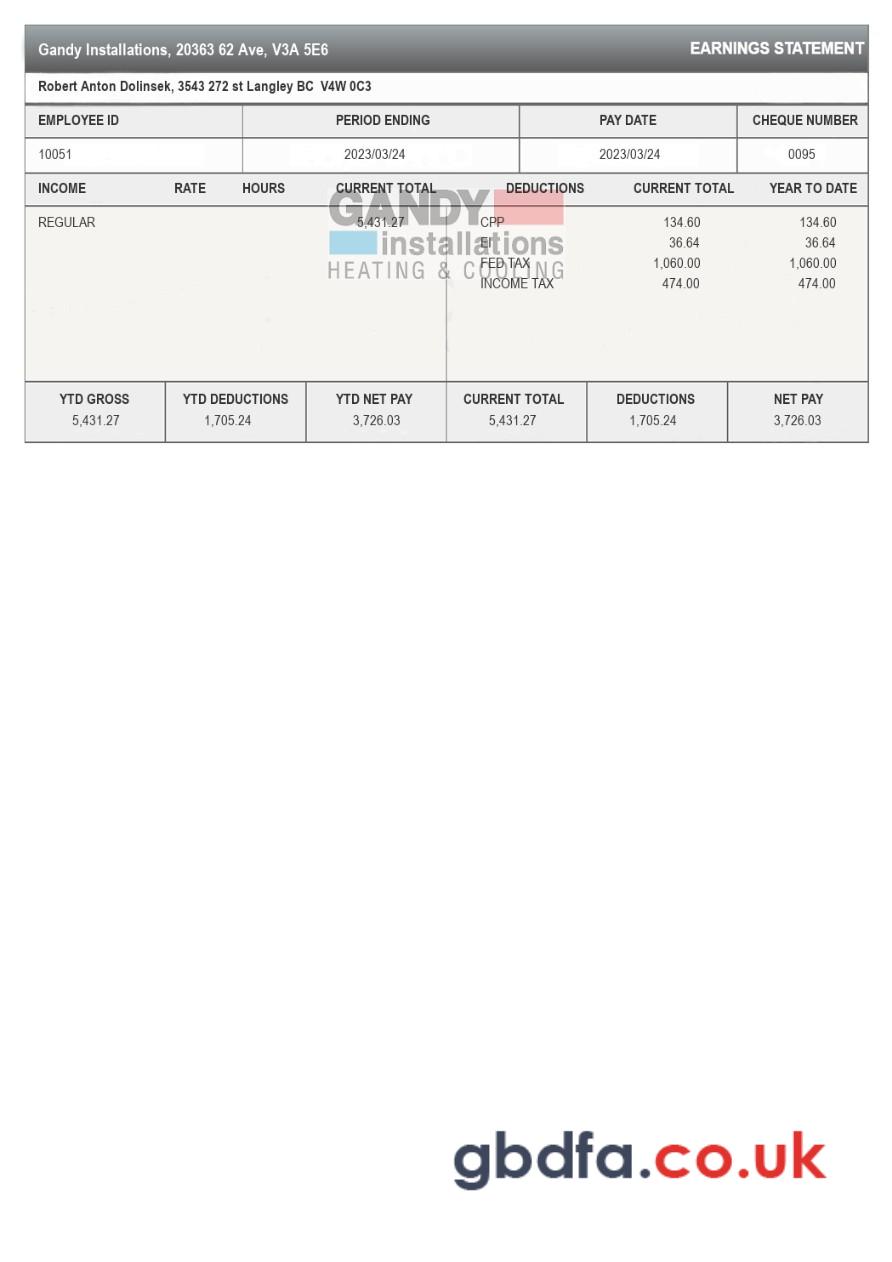 Gandy Installations, 20363 62 Ave, V3A 5E6 EARNINGS STATEMENT
Robert Anton Dolinsek, 3543 272 st Langley BC V4W 0C3
EMPLOYEE ID PERIOD ENDING PAY DATE CHEQUE NUMBER
10051 2023/03/24 2023/03/24 0095
INCOME RATE HOURS CURRENT TOTAL DEDUCTIONS CURRENT TOTAL YEAR TO DATE
GANDY
installations
HEATING & COOLING
REGULAR 5,431.27 CPP 134.60 134.60
EI 36.64 36.64
FED TAX 1,060.00 1,060.00
INCOME TAX 474.00 474.00
YTD GROSS YTD DEDUCTIONS YTD NET PAY CURRENT TOTAL DEDUCTIONS NET PAY
5,431.27 1,705.24 3,726.03 5,431.27 1,705.24 3,726.03
gbdfa.co.uk